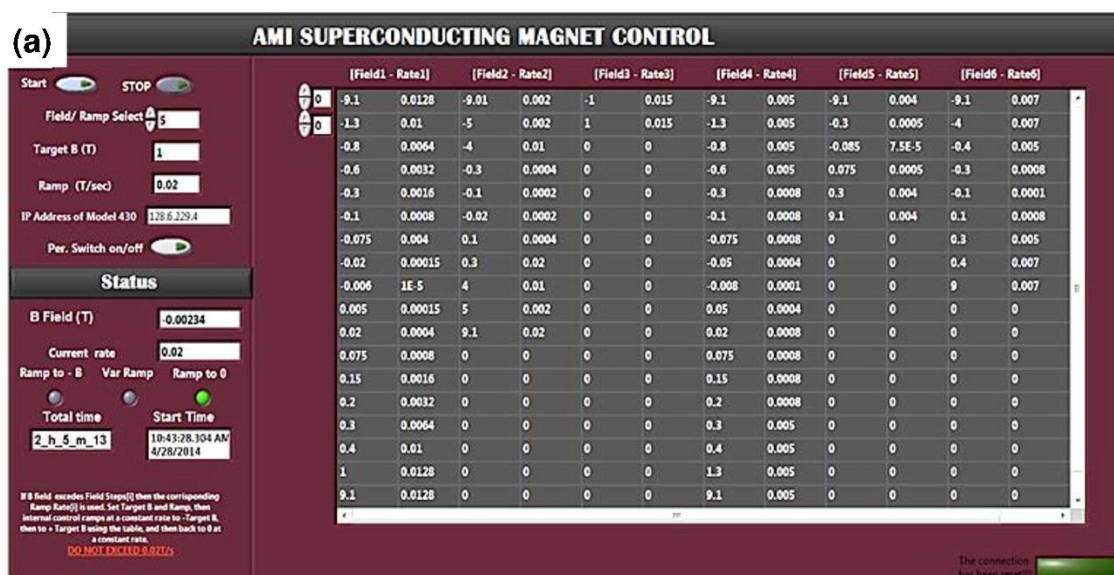 (a)
AMI SUPERCONDUCTING MAGNET CONTROL
Start STOP
Field/ Ramp Select 5
Target B (T) 1
Ramp (T/sec) 0.02
IP Address of Model 430 128.6.229.4
Per. Switch on/off
Status
B Field (T) -0.00234
Current rate 0.02
Ramp to - B Var Ramp Ramp to 0
Total time Start Time
2_h_5_m_13 10:43:28.304 AM
4/28/2014
If B field excedes Field Steps[i] then the corrisponding
Ramp Rate[i] is used. Set Target B and Ramp, then
internal control ramps at a constant rate to -Target B,
then to + Target B using the table, and then back to 0 at
a constant rate.
DO NOT EXCEED 0.02T/s
[Field1 - Rate1] [Field2 - Rate2] [Field3 - Rate3] [Field4 - Rate4] [Field5 - Rate5] [Field6 - Rate6]
0 -9.1 0.0128 -9.01 0.002 -1 0.015 -9.1 0.005 -9.1 0.004 -9.1 0.007
0 -1.3 0.01 -5 0.002 1 0.015 -1.3 0.005 -0.3 0.0005 -4 0.007
-0.8 0.0064 -4 0.01 0 0 -0.8 0.005 -0.085 7.5E-5 -0.4 0.005
-0.6 0.0032 -0.3 0.0004 0 0 -0.6 0.005 0.075 0.0005 -0.3 0.0008
-0.3 0.0016 -0.1 0.0002 0 0 -0.3 0.0008 0.3 0.004 -0.1 0.0001
-0.1 0.0008 -0.02 0.0002 0 0 -0.1 0.0008 9.1 0.004 0.1 0.0008
-0.075 0.004 0.1 0.0004 0 0 -0.075 0.0008 0 0 0.3 0.005
-0.02 0.00015 0.3 0.02 0 0 -0.05 0.0004 0 0 0.4 0.007
-0.006 1E-5 4 0.01 0 0 -0.008 0.0001 0 0 9 0.007
0.005 0.00015 5 0.002 0 0 0.05 0.0004 0 0 0 0
0.02 0.0004 9.1 0.02 0 0 0.02 0.0008 0 0 0 0
0.075 0.0008 0 0 0 0 0.075 0.0008 0 0 0 0
0.15 0.0016 0 0 0 0 0.15 0.0008 0 0 0 0
0.2 0.0032 0 0 0 0 0.2 0.0008 0 0 0 0
0.3 0.0064 0 0 0 0 0.3 0.005 0 0 0 0
0.4 0.01 0 0 0 0 0.4 0.005 0 0 0 0
1 0.0128 0 0 0 0 1.3 0.005 0 0 0 0
9.1 0.0128 0 0 0 0 9.1 0.005 0 0 0 0
The connection
has been